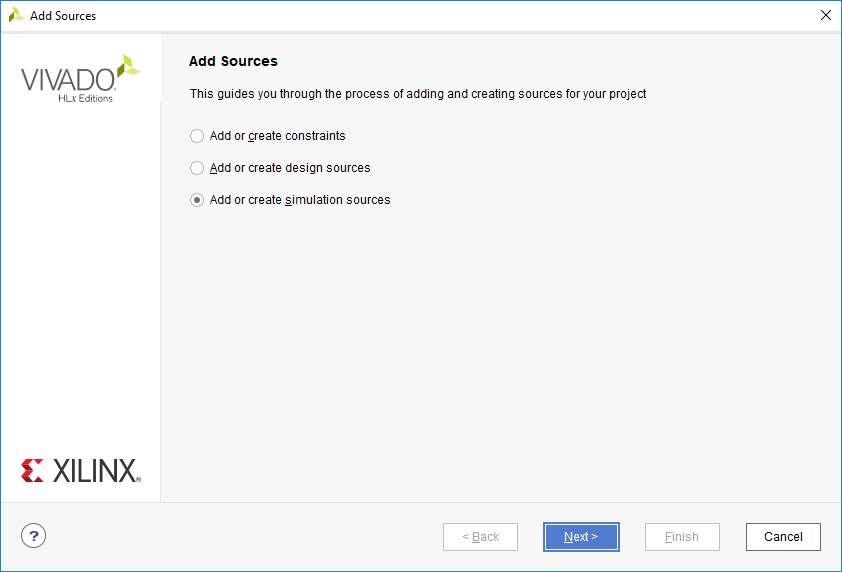 Add Sources
VIVADO
HLx Editions
Add Sources
This guides you through the process of adding and creating sources for your project
Add or create constraints
Add or create design sources
Add or create simulation sources
XILINX
?
< Back
Next >
Finish
Cancel